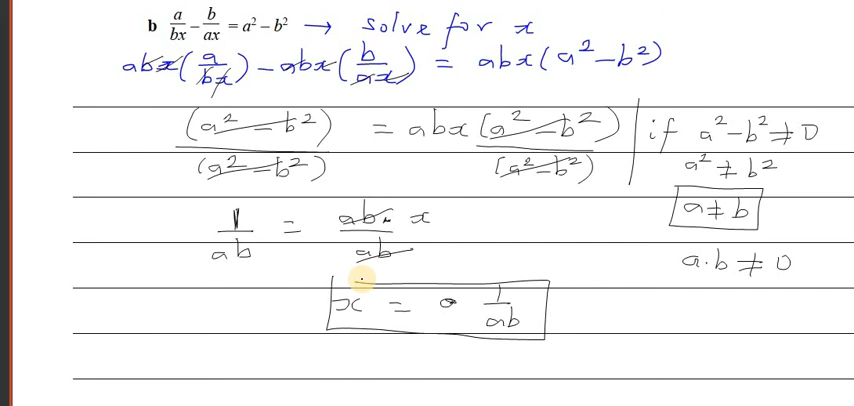 b a/bx − b/ax = a² − b² → solve for x
abx(a/bx) − abx(b/ax) = abx(a² − b²)
(a² − b²)/(a² − b²) = abx(a² − b²)/(a² − b²) | if a² − b² ≠ 0
a² ≠ b²
1/ab = ab · x/ab
a ≠ b
a·b ≠ 0
x = 1/ab